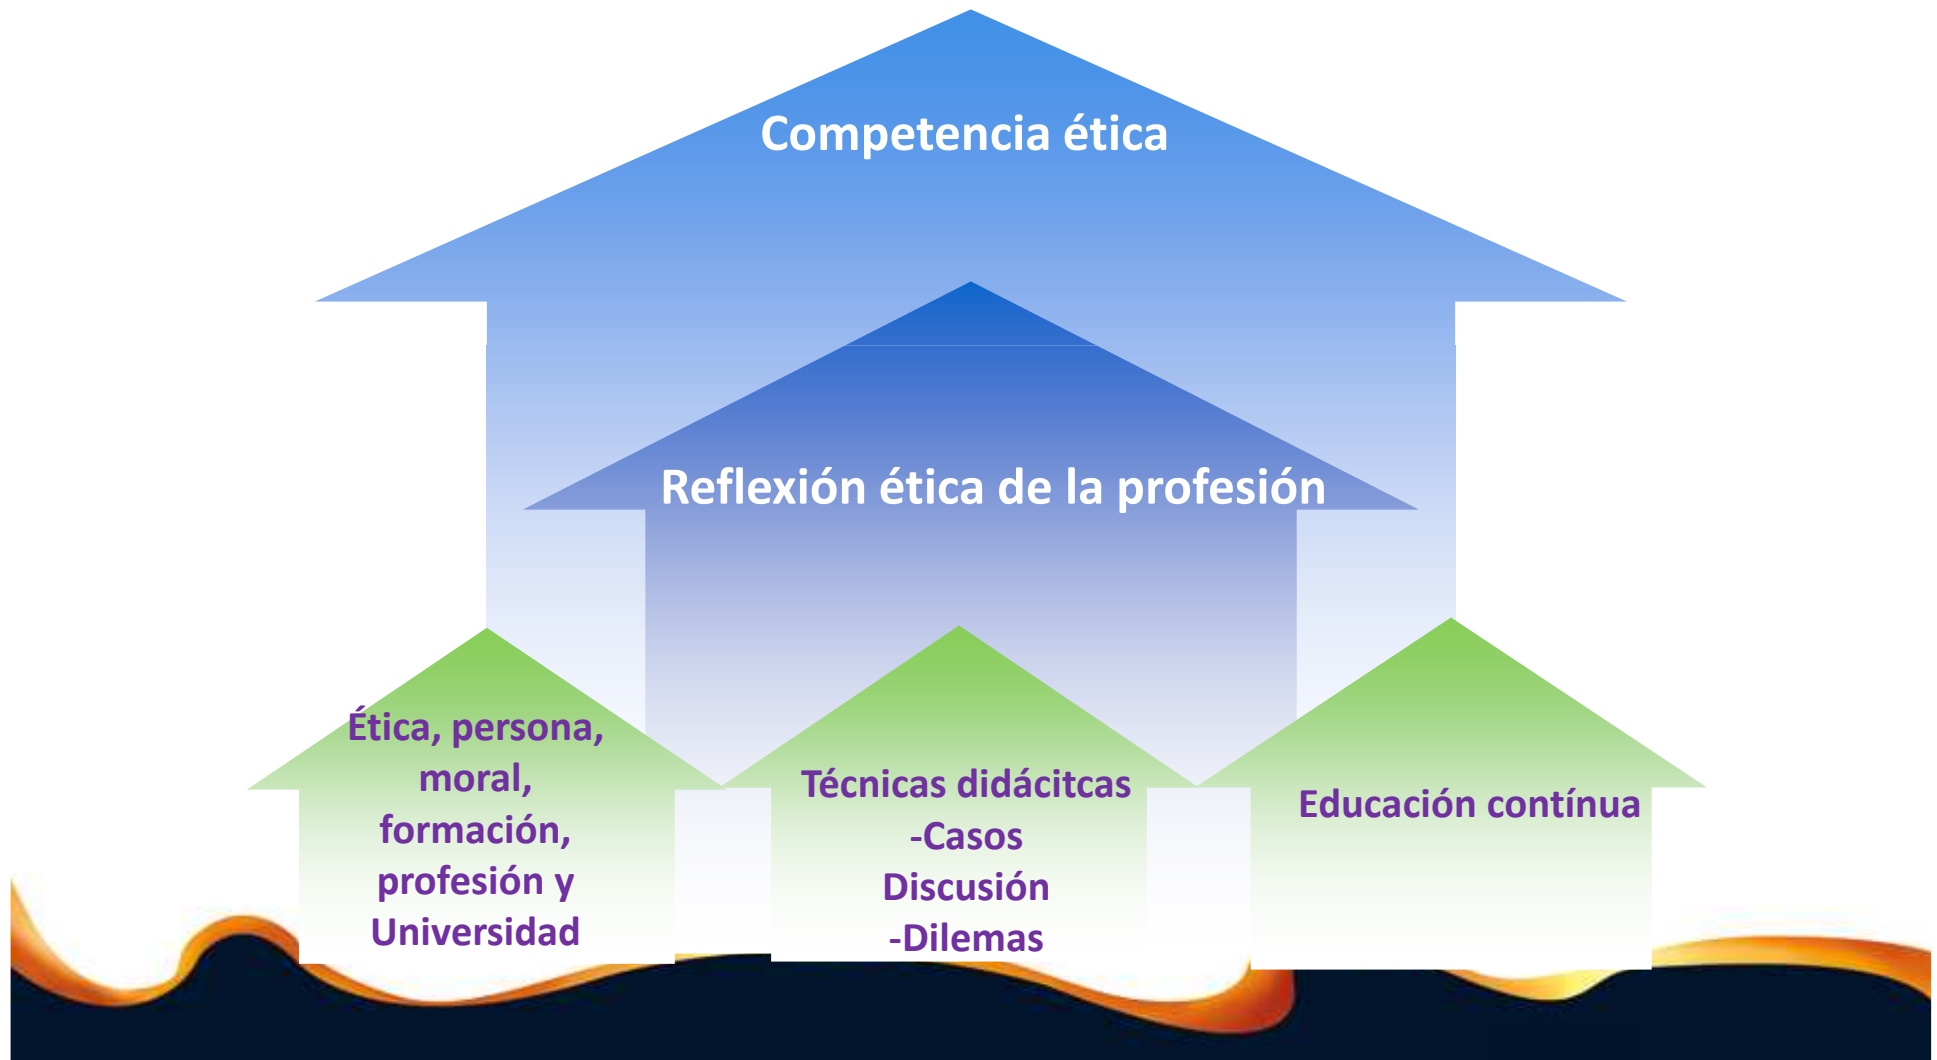 Competencia ética
Reflexión ética de la profesión
Ética, persona,
moral,
formación,
profesión y
Universidad
Técnicas didácitcas
-Casos
Discusión
-Dilemas
Educación contínua